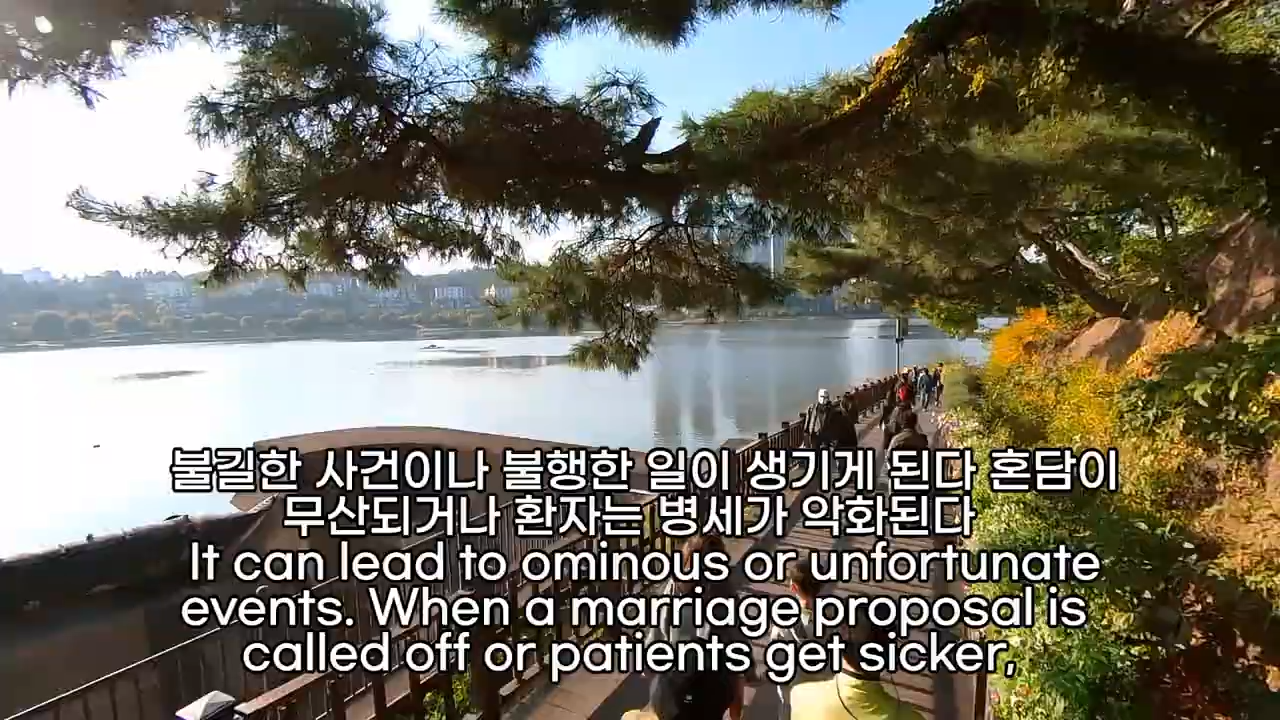 불길한 사건이나 불행한 일이 생기게 된다 혼담이
무산되거나 환자는 병세가 악화된다
It can lead to ominous or unfortunate
events. When a marriage proposal is
called off or patients get sicker,